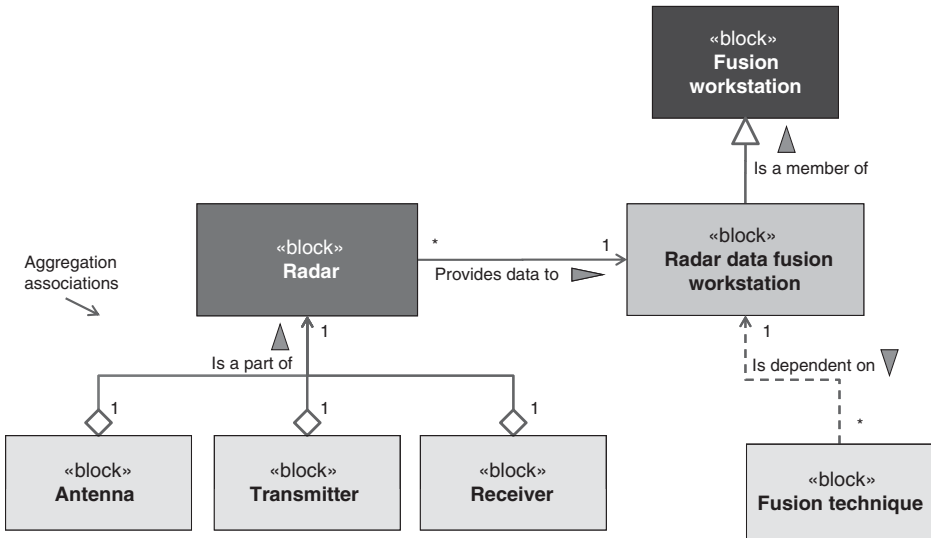 «block»
Fusion
workstation
Is a member of
«block»
Radar
*
1
Provides data to
«block»
Radar data fusion
workstation
Aggregation
associations
1
Is a part of
1
Is dependent on
1
1
1
*
«block»
Antenna
«block»
Transmitter
«block»
Receiver
«block»
Fusion technique